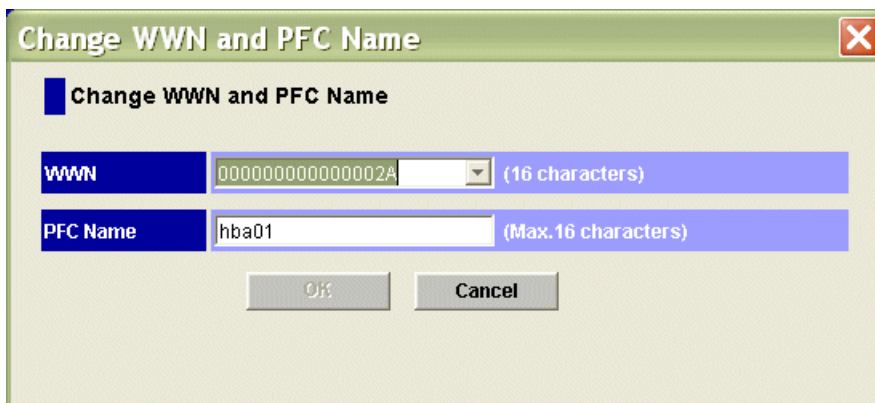 Change WWN and PFC Name
Change WWN and PFC Name
WWN 000000000000002A (16 characters)
PFC Name hba01 (Max.16 characters)
OK Cancel